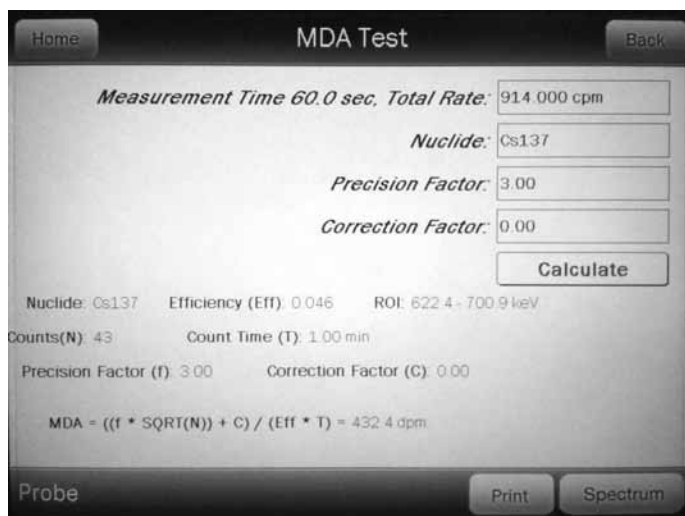 Home MDA Test Back
Measurement Time 60.0 sec, Total Rate: 914.000 cpm
Nuclide: Cs137
Precision Factor: 3.00
Correction Factor: 0.00
Calculate
Nuclide: Cs137 Efficiency (Eff): 0.046 ROI: 622.4 - 700.9 keV
Counts(N): 43 Count Time (T): 1.00 min
Precision Factor (f): 3.00 Correction Factor (C): 0.00
MDA = ((f * SQRT(N)) + C) / (Eff * T) = 432.4 dpm
Probe Print Spectrum